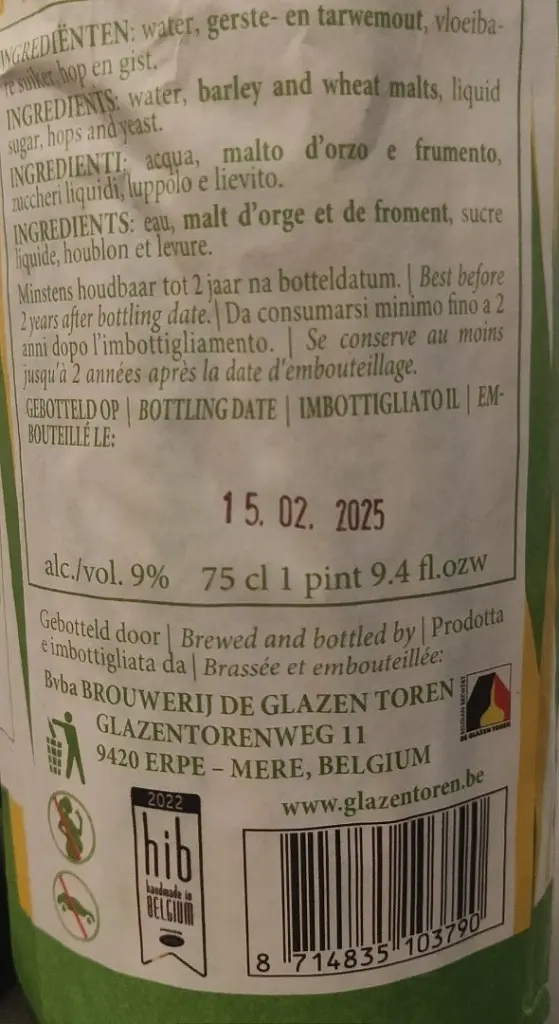 INGREDIËNTEN: water, gerste- en tarwemout, vloeiba-
re suiker, hop en gist.
INGREDIENTS: water, barley and wheat malts, liquid
sugar, hops and yeast.
INGREDIENTI: acqua, malto d'orzo e frumento,
zuccheri liquidi, luppolo e lievito.
INGREDIENTS: eau, malt d'orge et de froment, sucre
liquide, houblon et levure.
Minstens houdbaar tot 2 jaar na botteldatum. | Best before
2 years after bottling date. | Da consumarsi minimo fino a 2
anni dopo l'imbottigliamento. | Se conserve au moins
jusqu'à 2 années après la date d'embouteillage.
GEBOTTELD OP | BOTTLING DATE | IMBOTTIGLIATO IL | EM-
BOUTEILLÉ LE:
15. 02. 2025
alc./vol. 9% 75 cl 1 pint 9.4 fl.ozw
Gebotteld door | Brewed and bottled by | Prodotta
e imbottigliata da | Brassée et embouteillée:
Bvba BROUWERIJ DE GLAZEN TOREN
GLAZENTORENWEG 11
9420 ERPE – MERE, BELGIUM
www.glazentoren.be
BELGIAN BREWERY
DE GLAZEN TOREN
2022
hib
handmade in
BELGIUM
8 714835 103790